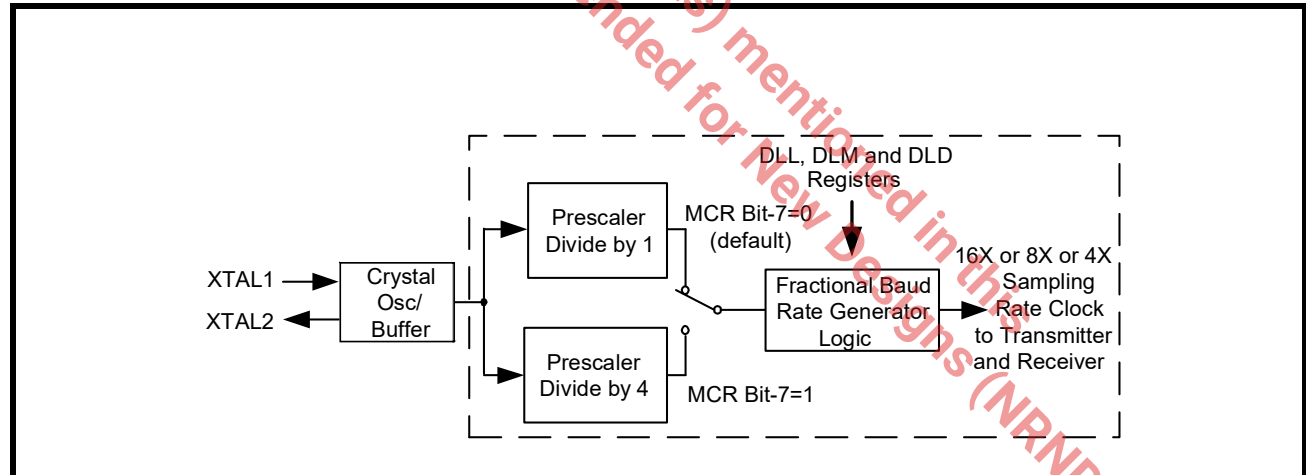 s) mentioned in this
nded for New Designs (NRND
DLL, DLM and DLD
Registers
Prescaler
Divide by 1
MCR Bit-7=0
(default)
XTAL1
XTAL2
Crystal
Osc/
Buffer
Fractional Baud
Rate Generator
Logic
16X or 8X or 4X
Sampling
Rate Clock
to Transmitter
and Receiver
Prescaler
Divide by 4
MCR Bit-7=1